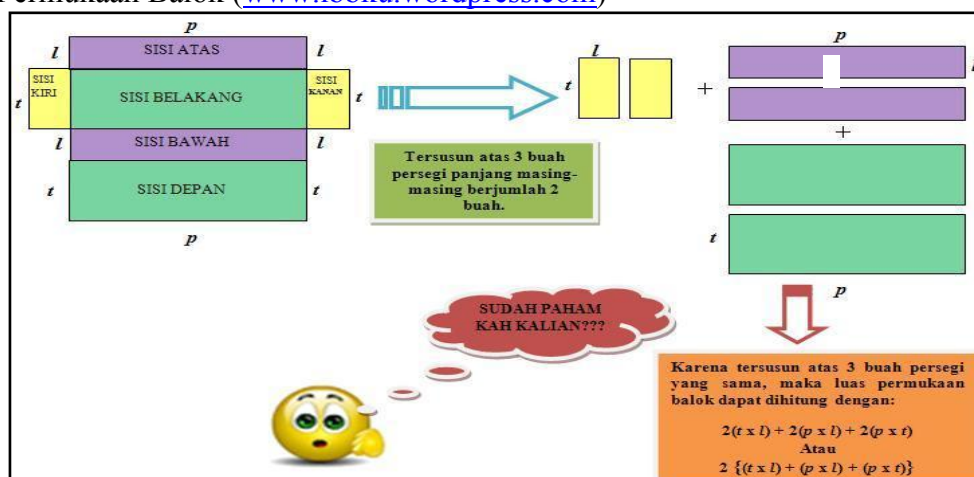 Permukaan Balok (www.looku.wordpress.com)
p
l SISI ATAS l
SISI KIRI
t
SISI BELAKANG
SISI KANAN
t
l SISI BAWAH l
t SISI DEPAN t
p
l
t
+
p
l
+
t
p
Tersusun atas 3 buah
persegi panjang masing-
masing berjumlah 2
buah.
SUDAH PAHAM
KAH KALIAN???
Karena tersusun atas 3 buah persegi
yang sama, maka luas permukaan
balok dapat dihitung dengan:
2(t x l) + 2(p x l) + 2(p x t)
Atau
2 {(t x l) + (p x l) + (p x t)}